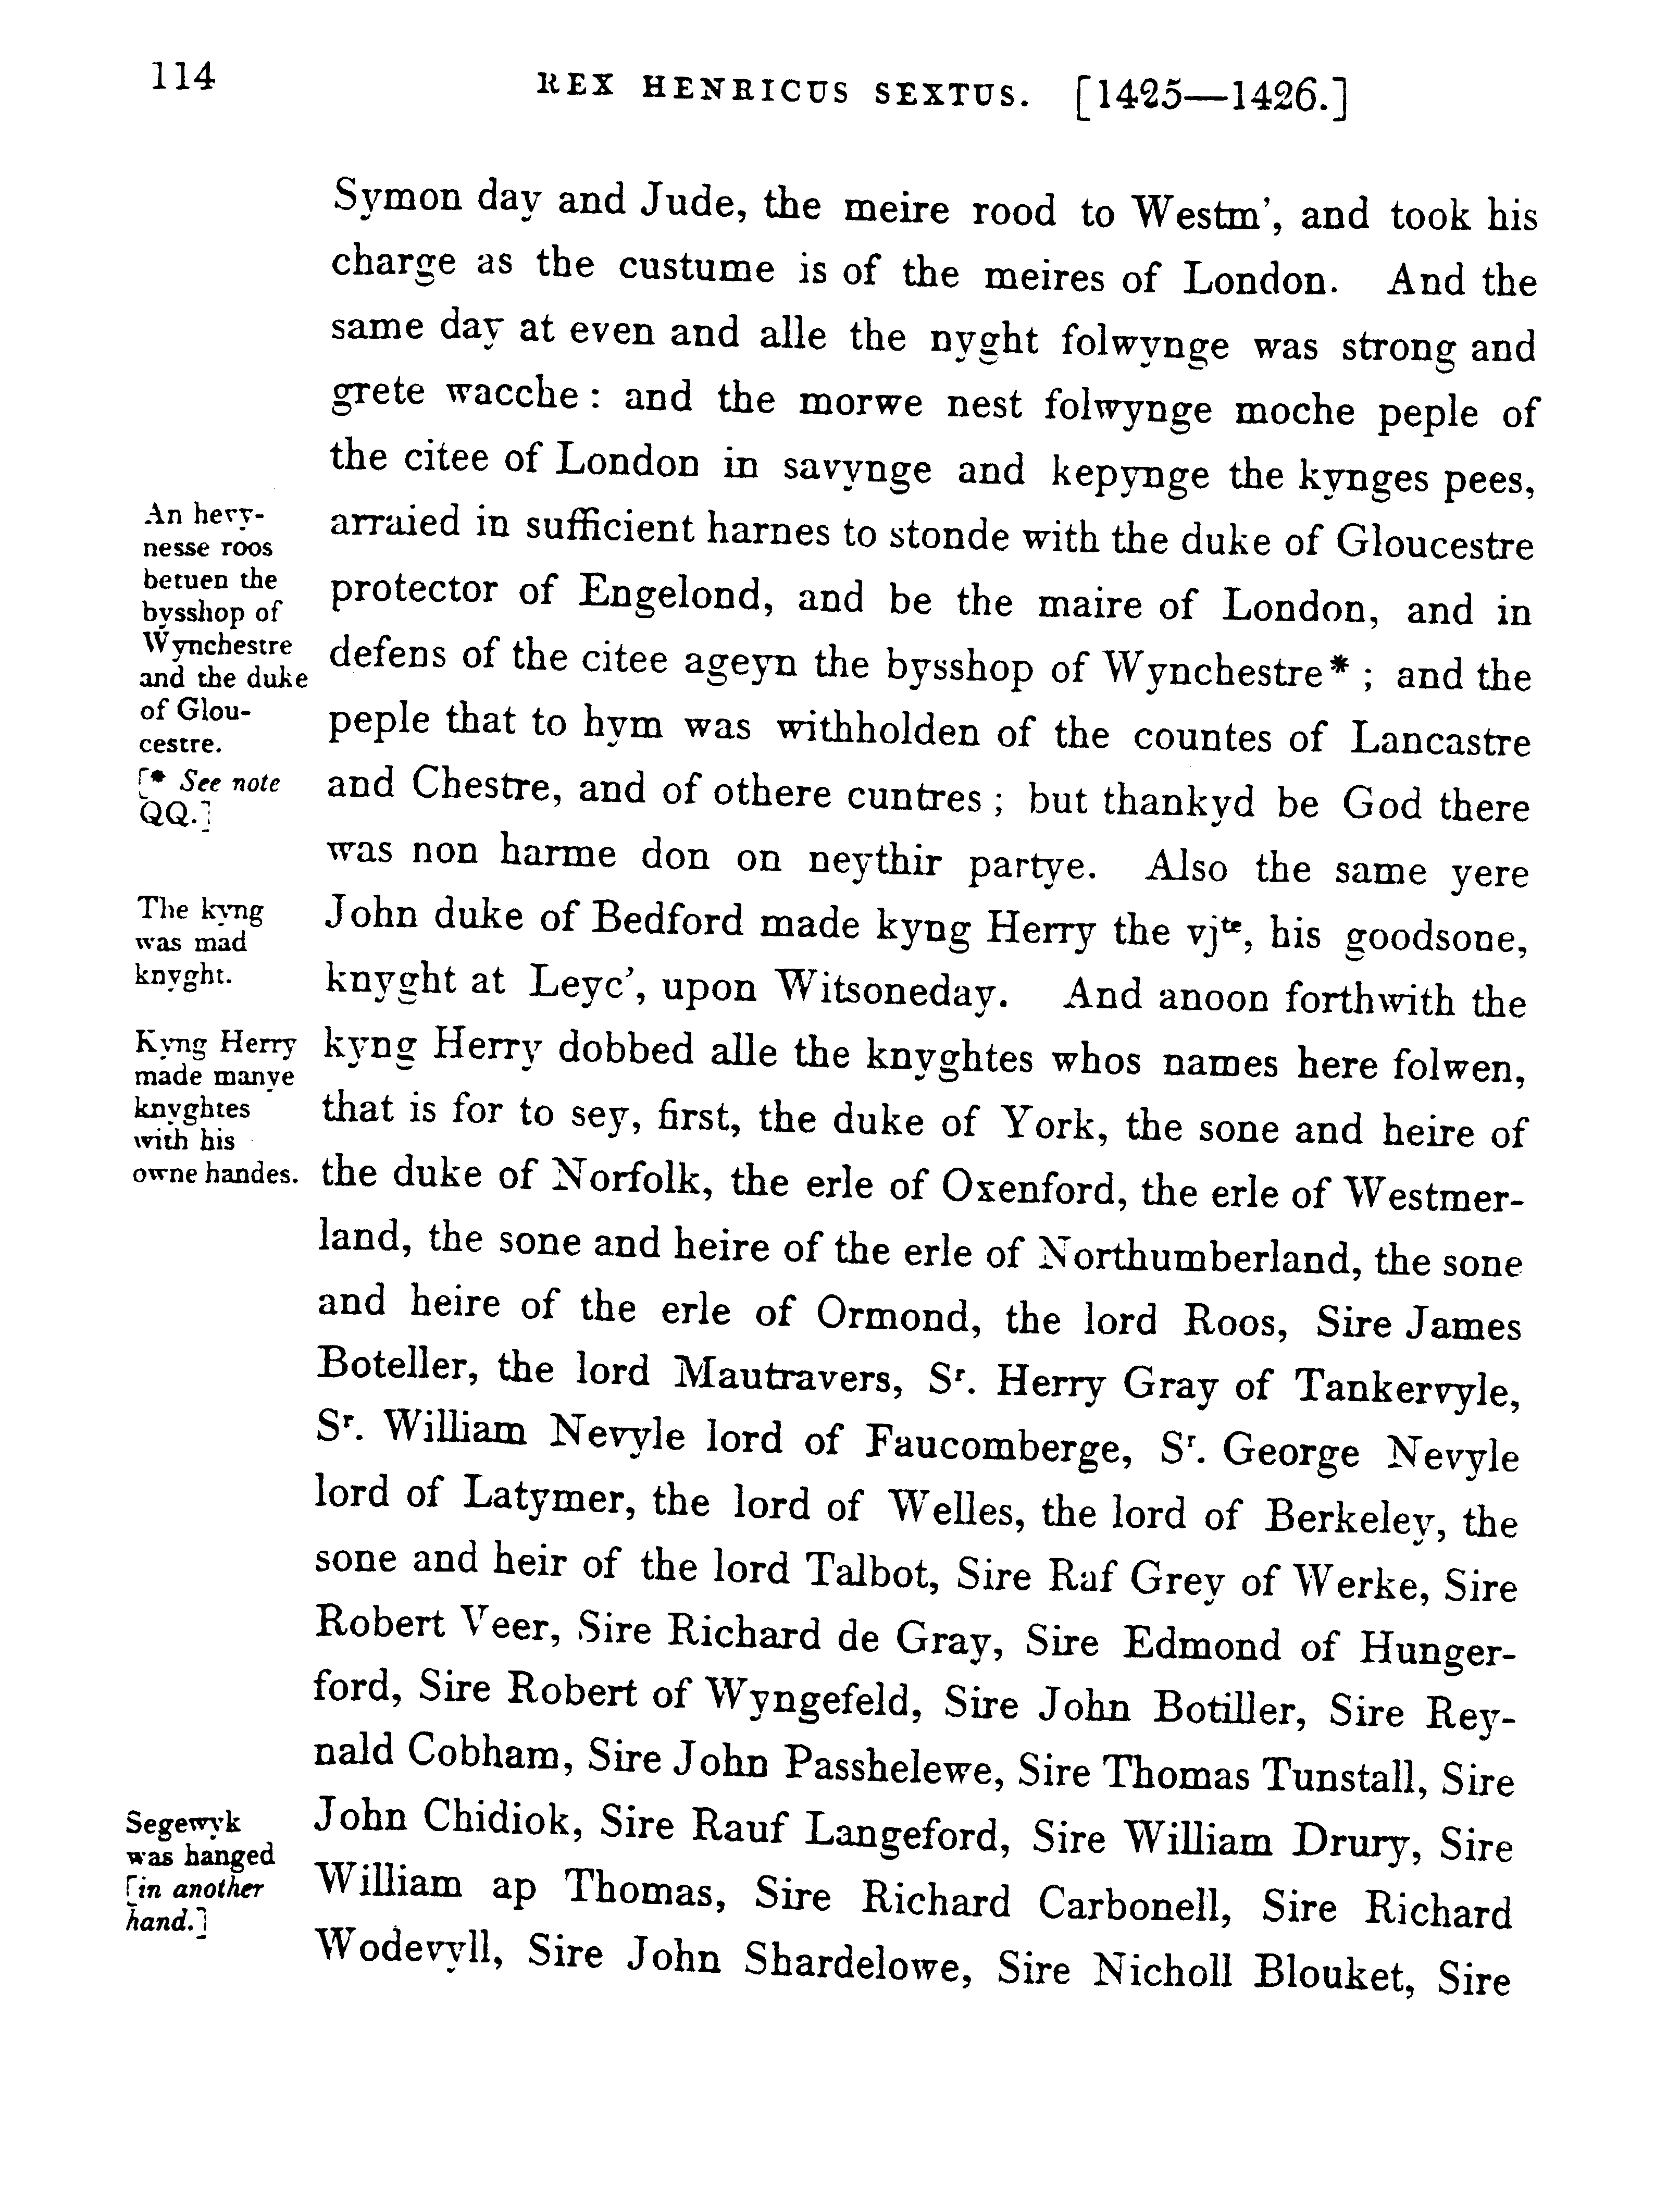 114
REX HENRICUS SEXTUS. [1425—1426.]
Symon day and Jude, the meire rood to Westm’, and took his
charge as the custume is of the meires of London. And the
same day at even and alle the nyght folwynge was strong and
grete wacche: and the morwe nest folwynge moche peple of
the citee of London in savynge and kepynge the kynges pees,
arraied in sufficient harnes to stonde with the duke of Gloucestre
protector of Engelond, and be the maire of London, and in
defens of the citee ageyn the bysshop of Wynchestre*; and the
peple that to hym was withholden of the countes of Lancastre
and Chestre, and of othere cuntres; but thankyd be God there
was non harme don on neythir partye. Also the same yere
John duke of Bedford made kyng Herry the vjte, his goodsone,
knyght at Leyc’, upon Witsoneday. And anoon forthwith the
kyng Herry dobbed alle the knyghtes whos names here folwen,
that is for to sey, first, the duke of York, the sone and heire of
the duke of Norfolk, the erle of Oxenford, the erle of Westmer-
land, the sone and heire of the erle of Northumberland, the sone
and heire of the erle of Ormond, the lord Roos, Sire James
Boteller, the lord Mautravers, Sr. Herry Gray of Tankervyle,
Sr. William Nevyle lord of Faucomberge, Sr. George Nevyle
lord of Latymer, the lord of Welles, the lord of Berkeley, the
sone and heir of the lord Talbot, Sire Raf Grey of Werke, Sire
Robert Veer, Sire Richard de Gray, Sire Edmond of Hunger-
ford, Sire Robert of Wyngefeld, Sire John Botiller, Sire Rey-
nald Cobham, Sire John Passhelewe, Sire Thomas Tunstall, Sire
John Chidiok, Sire Rauf Langeford, Sire William Drury, Sire
William ap Thomas, Sire Richard Carbonell, Sire Richard
Wodevyll, Sire John Shardelowe, Sire Nicholl Blouket, Sire
An hevy-
nesse roos
betuen the
bysshop of
Wynchestre
and the duke
of Glou-
cestre.
[* See note
QQ.]
The kyng
was mad
knyght.
Kyng Herry
made manye
knyghtes
with his
owne handes.
Segewyk
was hanged
[in another
hand.]